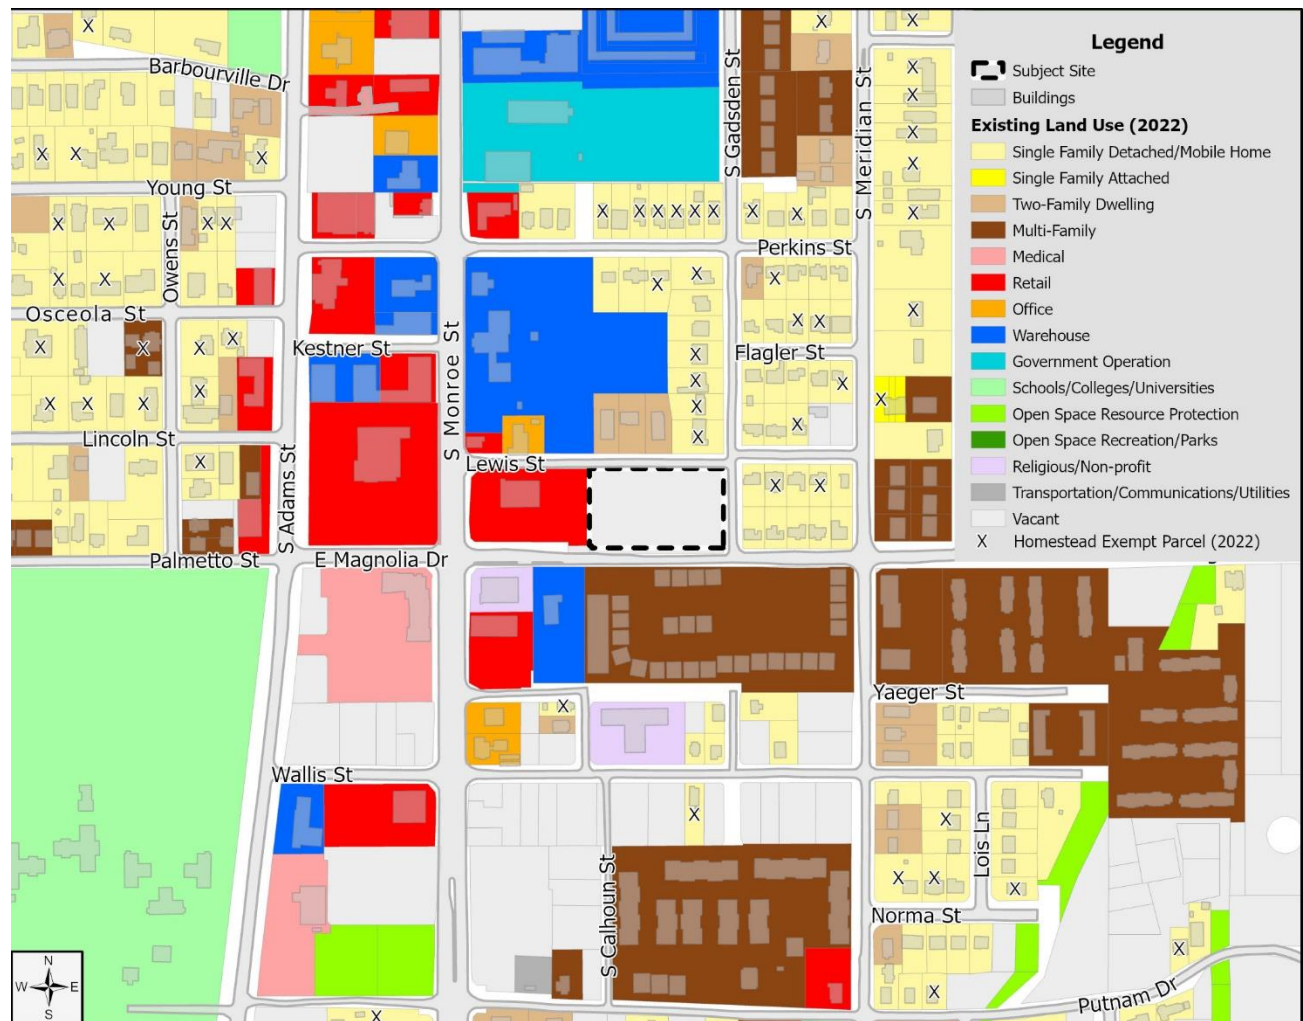 Legend
Subject Site
Buildings
Existing Land Use (2022)
Single Family Detached/Mobile Home
Single Family Attached
Two-Family Dwelling
Multi-Family
Medical
Retail
Office
Warehouse
Government Operation
Schools/Colleges/Universities
Open Space Resource Protection
Open Space Recreation/Parks
Religious/Non-profit
Transportation/Communications/Utilities
Vacant
X Homestead Exempt Parcel (2022)
Barbourville Dr
Young St
Owens St
Osceola St
Lincoln St
Palmetto St
S Adams St
Kestner St
S Monroe St
E Magnolia Dr
Lewis St
S Gadsden St
Perkins St
Flagler St
S Meridian St
Yaeger St
Wallis St
S Calhoun St
Lois Ln
Norma St
Putnam Dr
N
W E
S